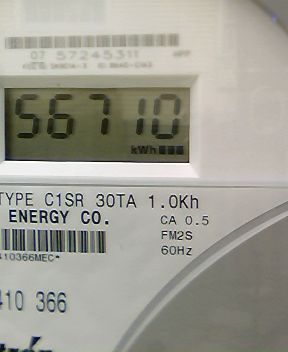 07 57245311
56710
kWh
TYPE C1SR 30TA 1.0Kh
ENERGY CO.
CA 0.5
FM2S
60Hz
410366MEC*
410 366